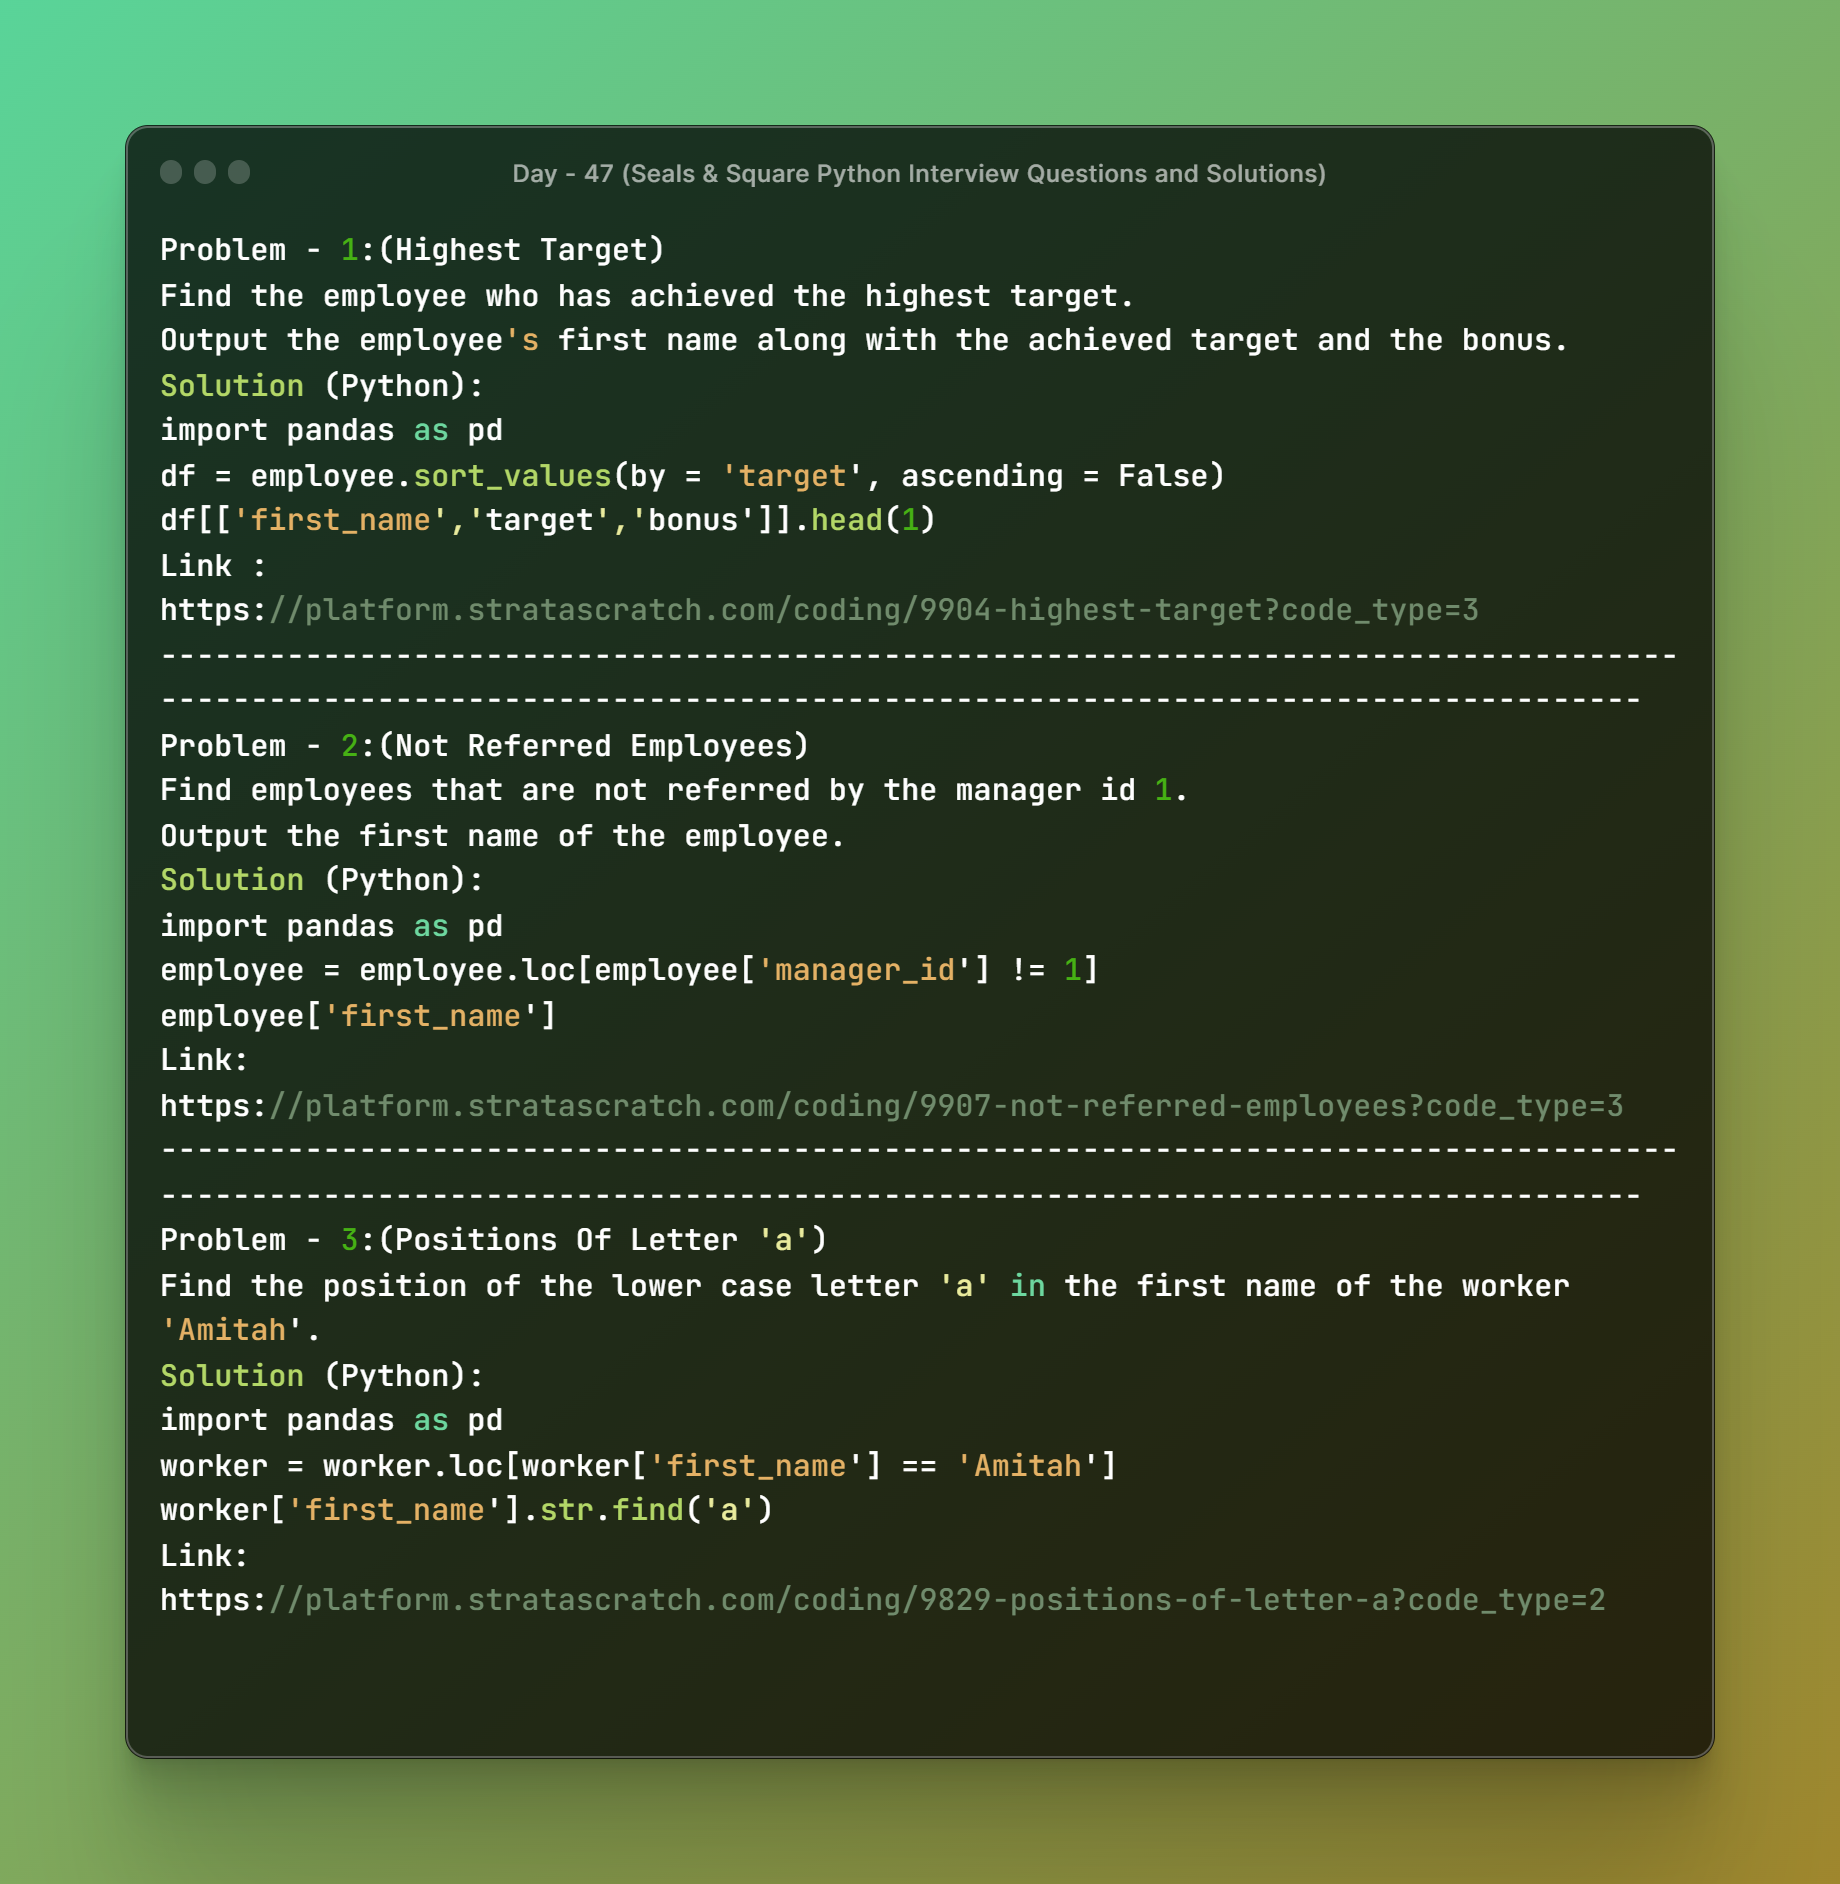 Day - 47 (Seals & Square Python Interview Questions and Solutions)
Problem - 1:(Highest Target)
Find the employee who has achieved the highest target.
Output the employee's first name along with the achieved target and the bonus.
Solution (Python):
import pandas as pd
df = employee.sort_values(by = 'target', ascending = False)
df[['first_name','target','bonus']].head(1)
Link :
https://platform.stratascratch.com/coding/9904-highest-target?code_type=3
------------------------------------------------------------------------------------
----------------------------------------------------------------------------------
Problem - 2:(Not Referred Employees)
Find employees that are not referred by the manager id 1.
Output the first name of the employee.
Solution (Python):
import pandas as pd
employee = employee.loc[employee['manager_id'] != 1]
employee['first_name']
Link:
https://platform.stratascratch.com/coding/9907-not-referred-employees?code_type=3
------------------------------------------------------------------------------------
----------------------------------------------------------------------------------
Problem - 3:(Positions Of Letter 'a')
Find the position of the lower case letter 'a' in the first name of the worker
'Amitah'.
Solution (Python):
import pandas as pd
worker = worker.loc[worker['first_name'] == 'Amitah']
worker['first_name'].str.find('a')
Link:
https://platform.stratascratch.com/coding/9829-positions-of-letter-a?code_type=2